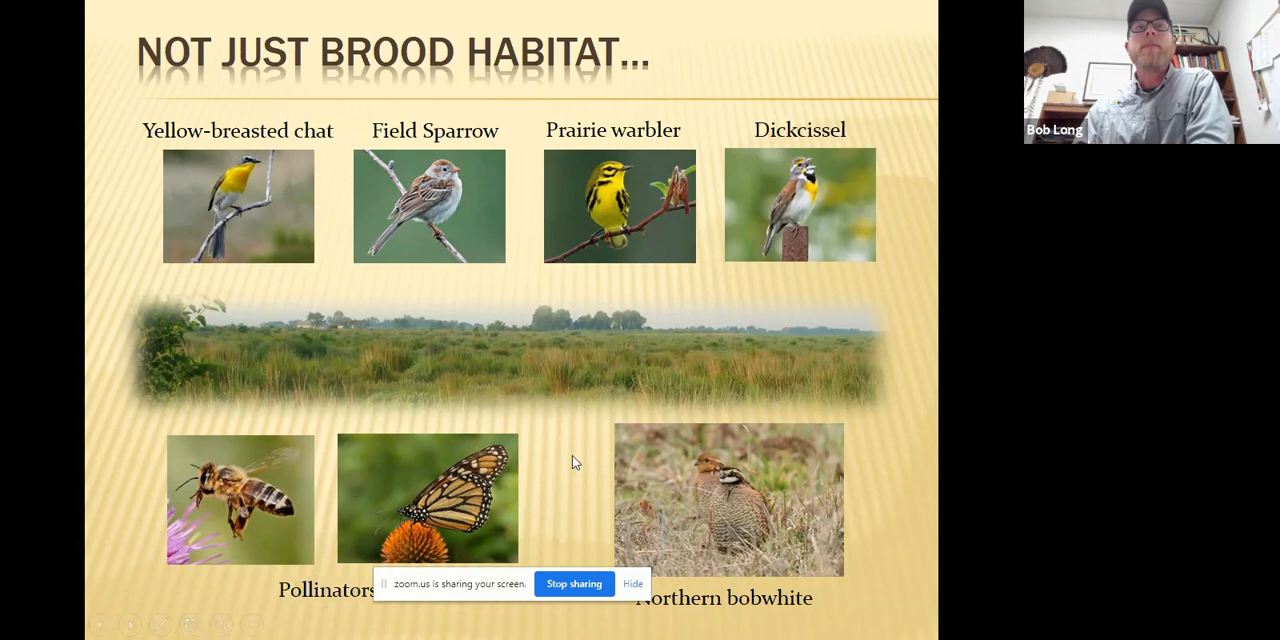 NOT JUST BROOD HABITAT...
Bob Long
Yellow-breasted chat
Field Sparrow
Prairie warbler
Dickcissel
Pollinators
zoom.us is sharing your screen.
Stop sharing
Hide
Northern bobwhite